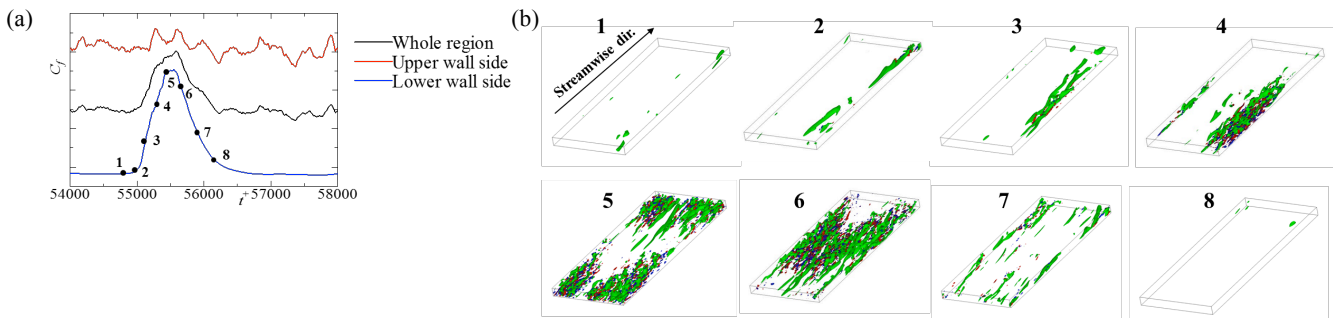 (a)
C_f
Whole region
Upper wall side
Lower wall side
1
2
3
4
5
6
7
8
54000 55000 56000 57000 58000
t
(b)
Streamwise dir.
1 2 3 4
5 6 7 8